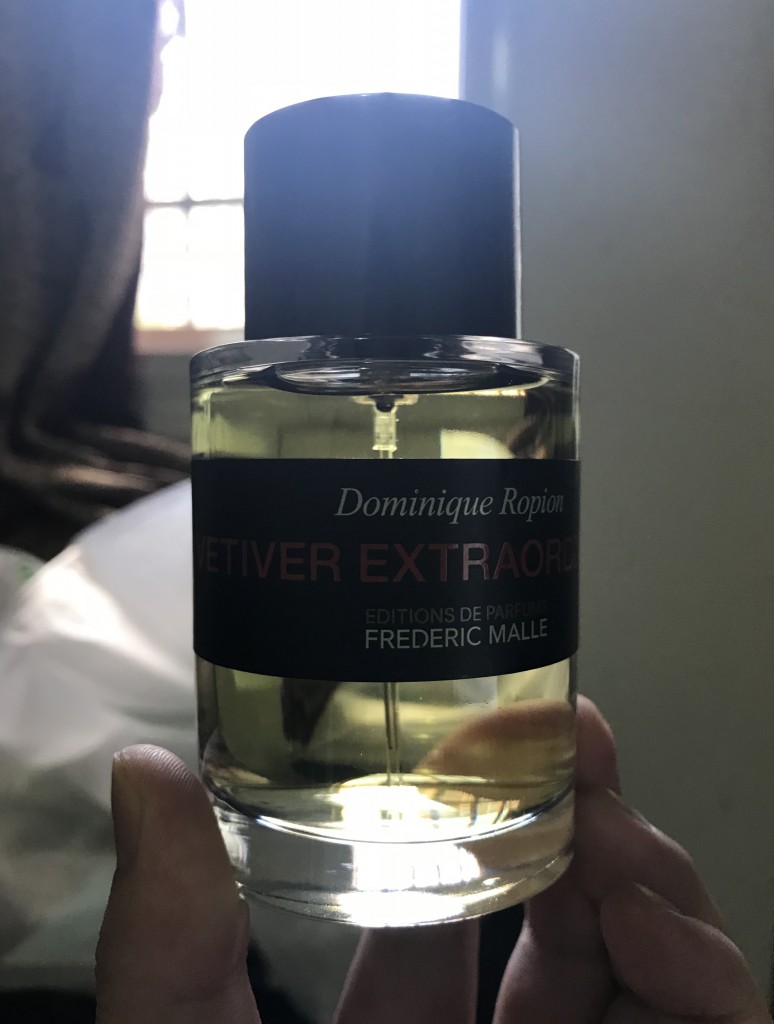 Dominique Ropion
VETIVER EXTRAORD
EDITIONS DE PARFUMS
FREDERIC MALLE